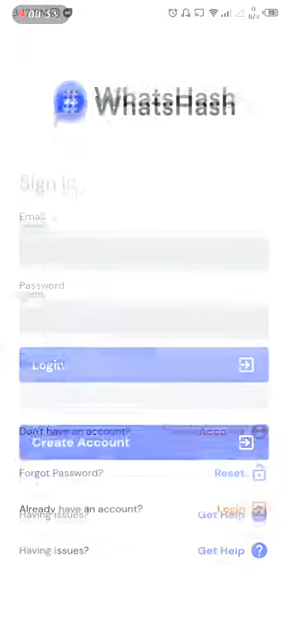 WhatsHash
Sign In
Email
Password
Login
Don't have an account?
Create Account
Forgot Password? Reset
Already have an account? Login
Having issues? Get Help
Having Issues? Get Help